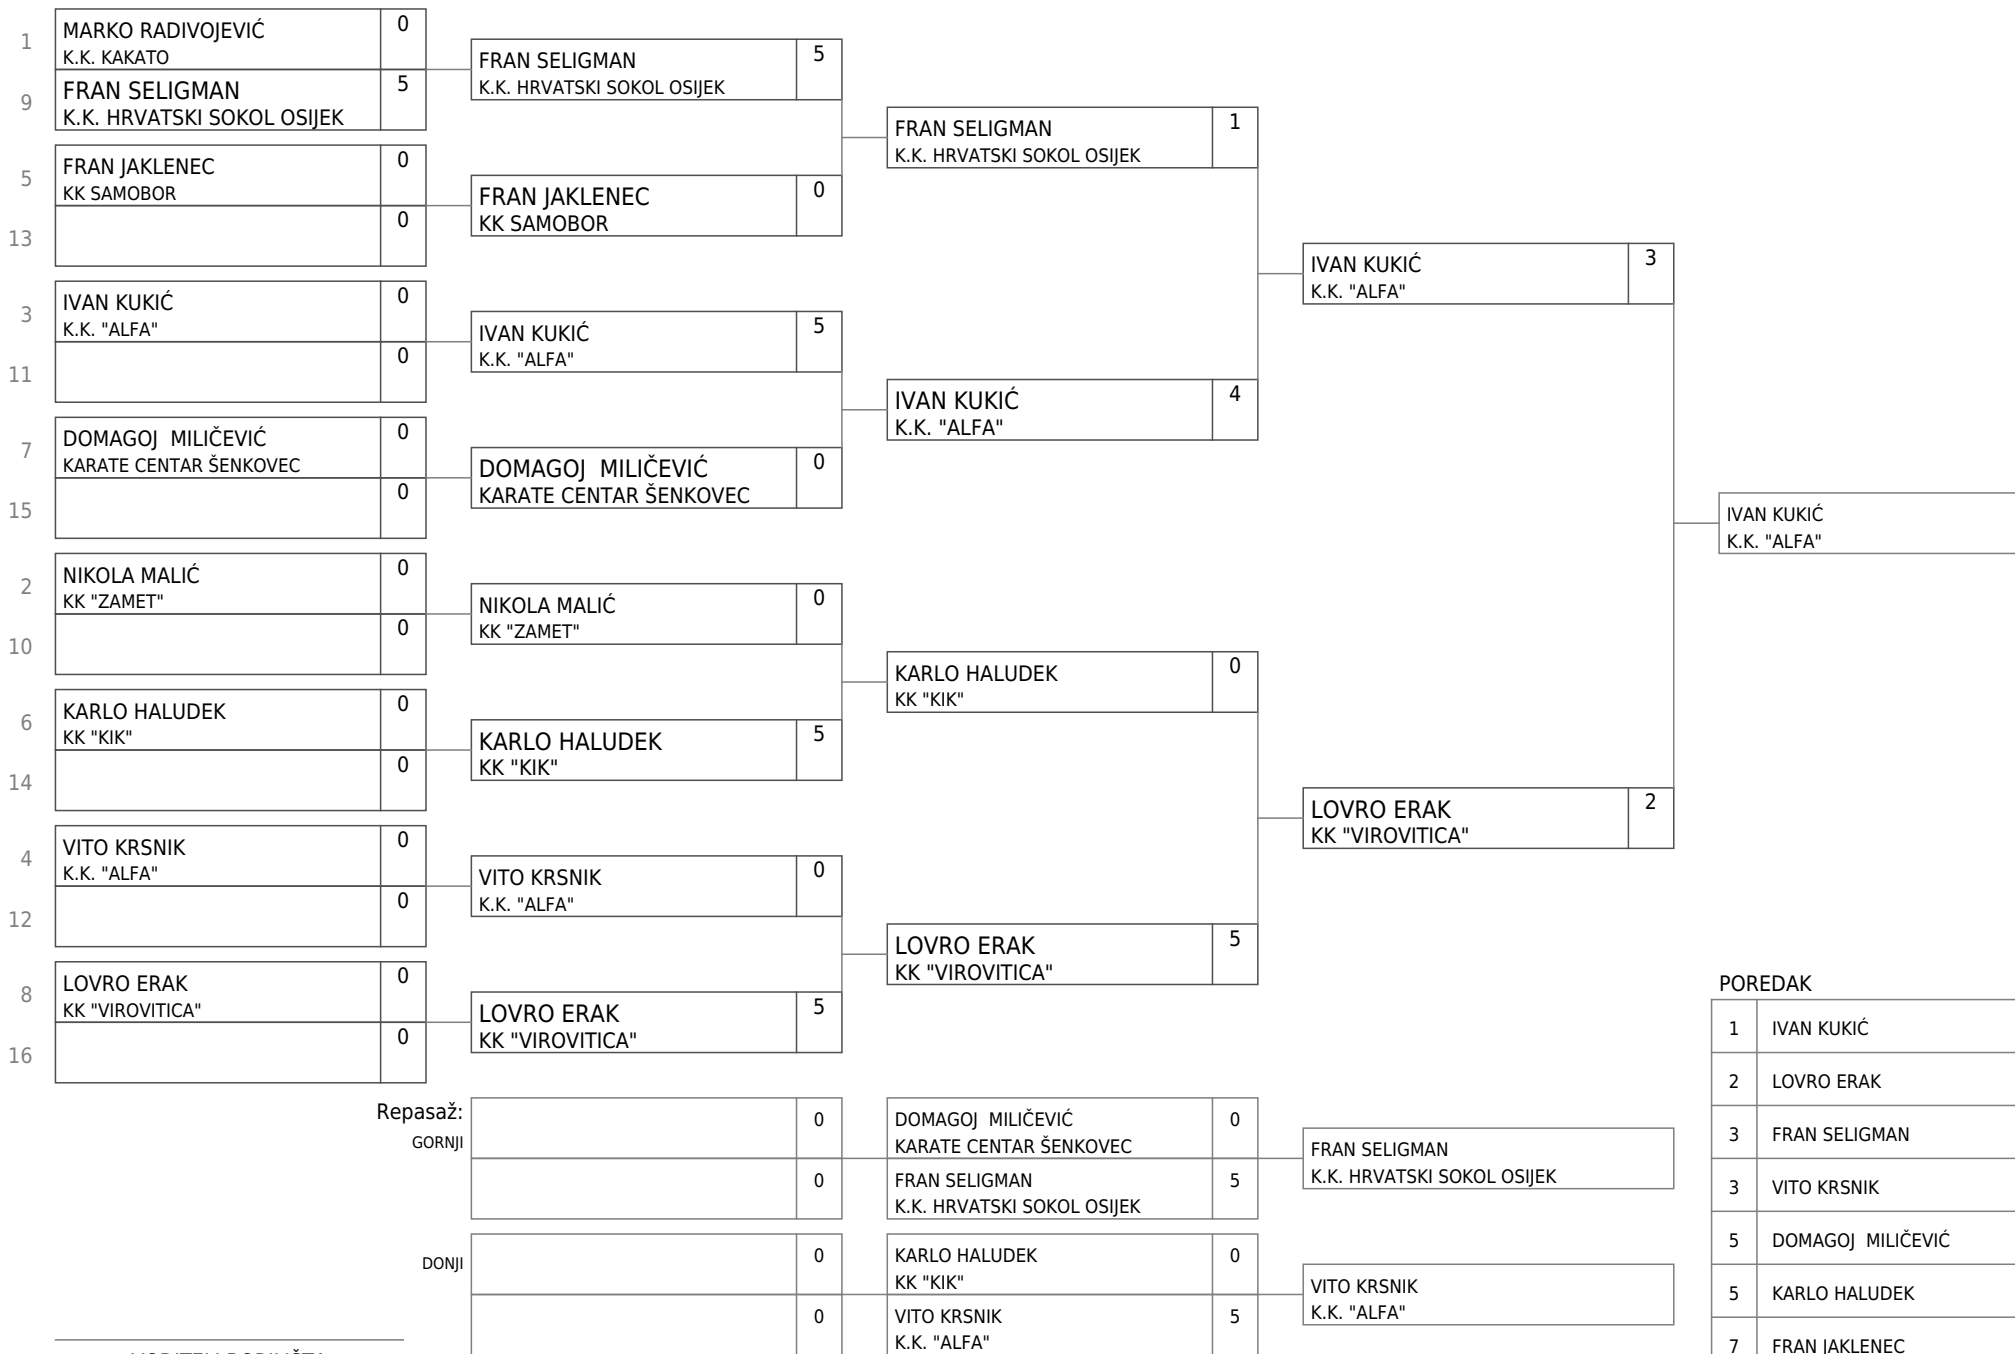 1
MARKO RADIVOJEVIĆ
0
K.K. KAKATO
9
FRAN SELIGMAN
5
K.K. HRVATSKI SOKOL OSIJEK
5
FRAN JAKLENEC
0
KK SAMOBOR
13
0
3
IVAN KUKIĆ
0
K.K. "ALFA"
11
0
7
DOMAGOJ  MILIČEVIĆ
0
KARATE CENTAR ŠENKOVEC
15
0
2
NIKOLA MALIĆ
0
KK "ZAMET"
10
0
6
KARLO HALUDEK
0
KK "KIK"
14
0
4
VITO KRSNIK
0
K.K. "ALFA"
12
0
8
LOVRO ERAK
0
KK "VIROVITICA"
16
0
FRAN SELIGMAN
5
K.K. HRVATSKI SOKOL OSIJEK
FRAN JAKLENEC
0
KK SAMOBOR
IVAN KUKIĆ
5
K.K. "ALFA"
DOMAGOJ  MILIČEVIĆ
0
KARATE CENTAR ŠENKOVEC
NIKOLA MALIĆ
0
KK "ZAMET"
KARLO HALUDEK
5
KK "KIK"
VITO KRSNIK
0
K.K. "ALFA"
LOVRO ERAK
5
KK "VIROVITICA"
FRAN SELIGMAN
1
K.K. HRVATSKI SOKOL OSIJEK
IVAN KUKIĆ
4
K.K. "ALFA"
KARLO HALUDEK
0
KK "KIK"
LOVRO ERAK
5
KK "VIROVITICA"
IVAN KUKIĆ
3
K.K. "ALFA"
LOVRO ERAK
2
KK "VIROVITICA"
IVAN KUKIĆ
K.K. "ALFA"
Repasaž:
GORNJI
0
0
DOMAGOJ  MILIČEVIĆ
0
KARATE CENTAR ŠENKOVEC
FRAN SELIGMAN
5
K.K. HRVATSKI SOKOL OSIJEK
FRAN SELIGMAN
K.K. HRVATSKI SOKOL OSIJEK
DONJI
0
0
KARLO HALUDEK
0
KK "KIK"
VITO KRSNIK
5
K.K. "ALFA"
VITO KRSNIK
K.K. "ALFA"
POREDAK
1 IVAN KUKIĆ
2 LOVRO ERAK
3 FRAN SELIGMAN
3 VITO KRSNIK
5 DOMAGOJ  MILIČEVIĆ
5 KARLO HALUDEK
7 FRAN JAKLENEC